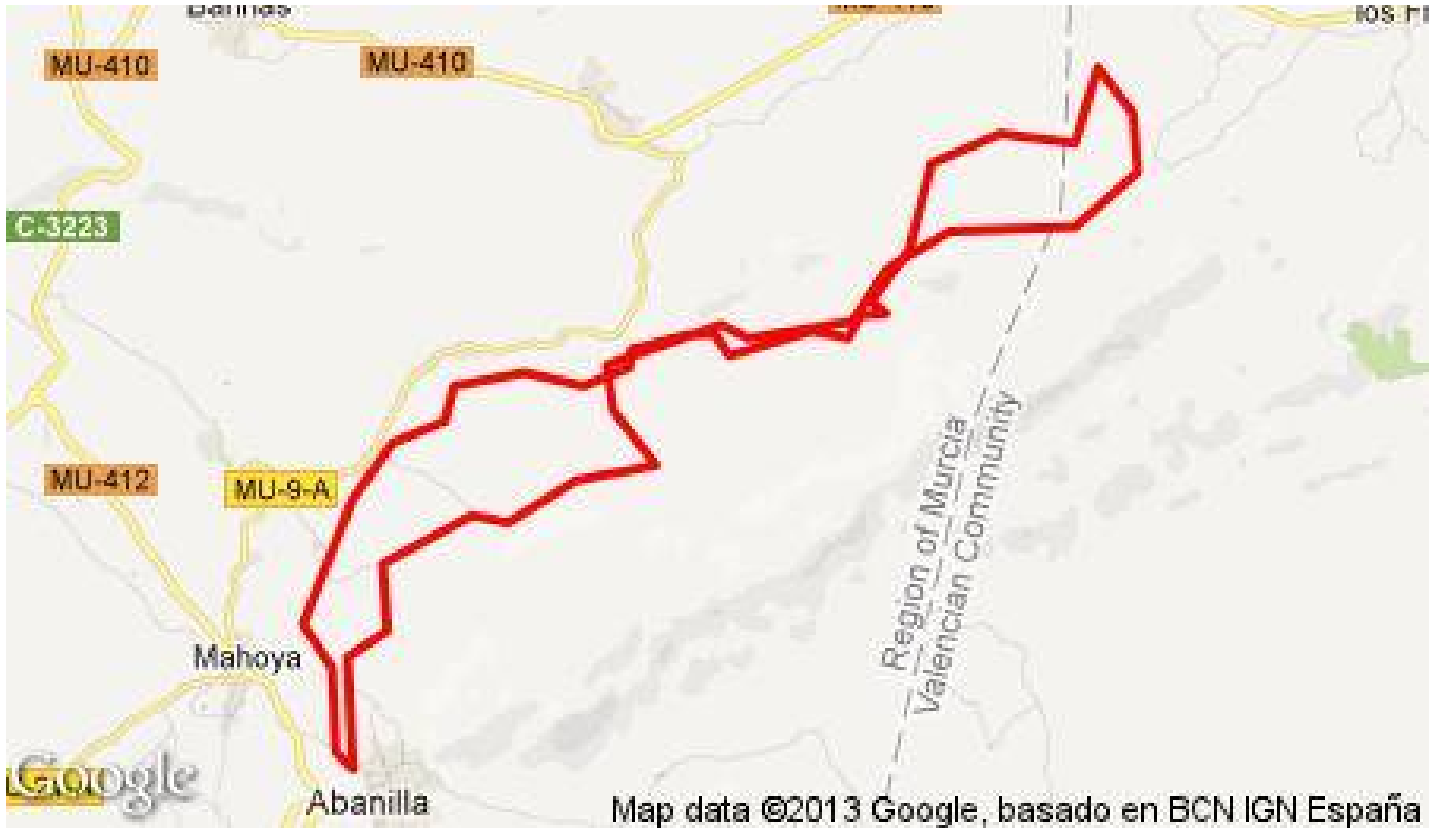 MU-410
MU-410
C-3223
MU-412
MU-9-A
Region of Murcia
Valencian Community
Mahoya
Google
Abanilla
Map data ©2013 Google, basado en BCN IGN España